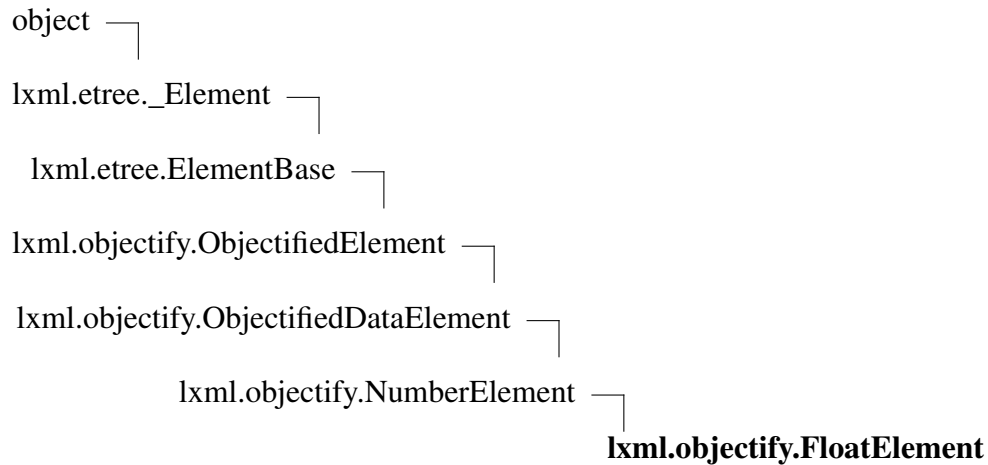 object
lxml.etree._Element
lxml.etree.ElementBase
lxml.objectify.ObjectifiedElement
lxml.objectify.ObjectifiedDataElement
lxml.objectify.NumberElement
lxml.objectify.FloatElement